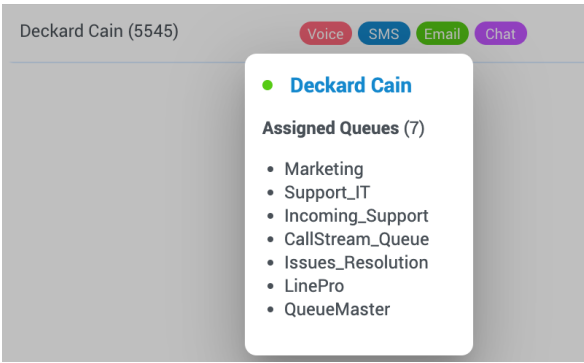 Deckard Cain (5545) Voice SMS Email Chat
Deckard Cain
Assigned Queues (7)
• Marketing
• Support_IT
• Incoming_Support
• CallStream_Queue
• Issues_Resolution
• LinePro
• QueueMaster